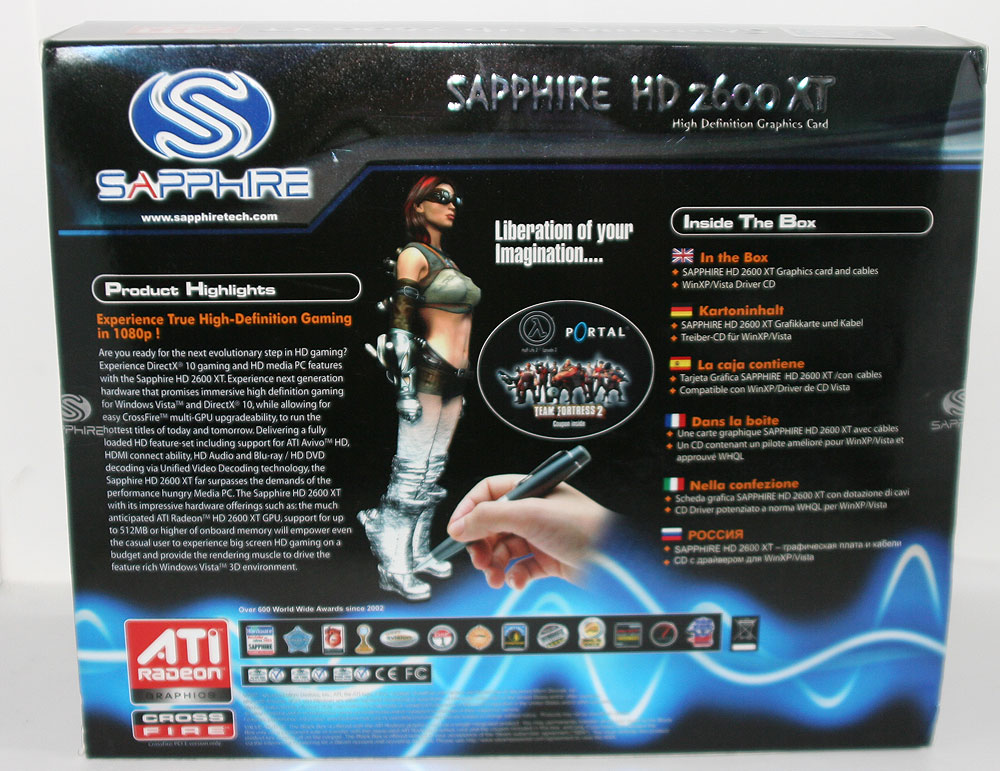 SAPPHIRE
www.sapphiretech.com
SAPPHIRE HD 2600 XT
High Definition Graphics Card
Product Highlights
Experience True High-Definition Gaming
in 1080p !
Are you ready for the next evolutionary step in HD gaming?
Experience DirectX® 10 gaming and HD media PC features
with the Sapphire HD 2600 XT. Experience next generation
hardware that promises immersive high definition gaming
for Windows Vista™ and DirectX® 10, while allowing for
easy CrossFire™ multi-GPU upgradeability, to run the
hottest titles of today and tomorrow. Delivering a fully
loaded HD feature-set including support for ATI Avivo™ HD,
HDMI connect ability, HD Audio and Blu-ray / HD DVD
decoding via Unified Video Decoding technology, the
Sapphire HD 2600 XT far surpasses the demands of the
performance hungry Media PC. The Sapphire HD 2600 XT
with its impressive hardware offerings such as: the much
anticipated ATI Radeon™ HD 2600 XT GPU, support for up
to 512MB or higher of onboard memory will empower even
the casual user to experience big screen HD gaming on a
budget and provide the rendering muscle to drive the
feature rich Windows Vista™ 3D environment.
Liberation of your
Imagination....
PORTAL
TEAM FORTRESS 2
Coupon inside
Inside The Box
In the Box
SAPPHIRE HD 2600 XT Graphics card and cables
WinXP/Vista Driver CD
Kartoninhalt
SAPPHIRE HD 2600 XT Grafikkarte und Kabel
Treiber-CD für WinXP/Vista
La caja contiene
Tarjeta Gráfica SAPPHIRE HD 2600 XT /con cables
Compatible con WinXP/Driver de CD Vista
Dans la boîte
Une carte graphique SAPPHIRE HD 2600 XT avec câbles
Un CD contenant un pilote amélioré pour WinXP/Vista et
approuvé WHQL
Nella confezione
Scheda grafica SAPPHIRE HD 2600 XT con dotazione di cavi
CD Driver potenziato a norma WHQL per WinXP/Vista
РОССИЯ
SAPPHIRE HD 2600 XT – графическая плата и кабели
CD с драйвером для WinXP/Vista
Over 600 World Wide Awards since 2002
SAPPHIRE
CE FC
ATI
RADEON
GRAPHICS
CROSS
FIRE
CrossFire PCI-E version only